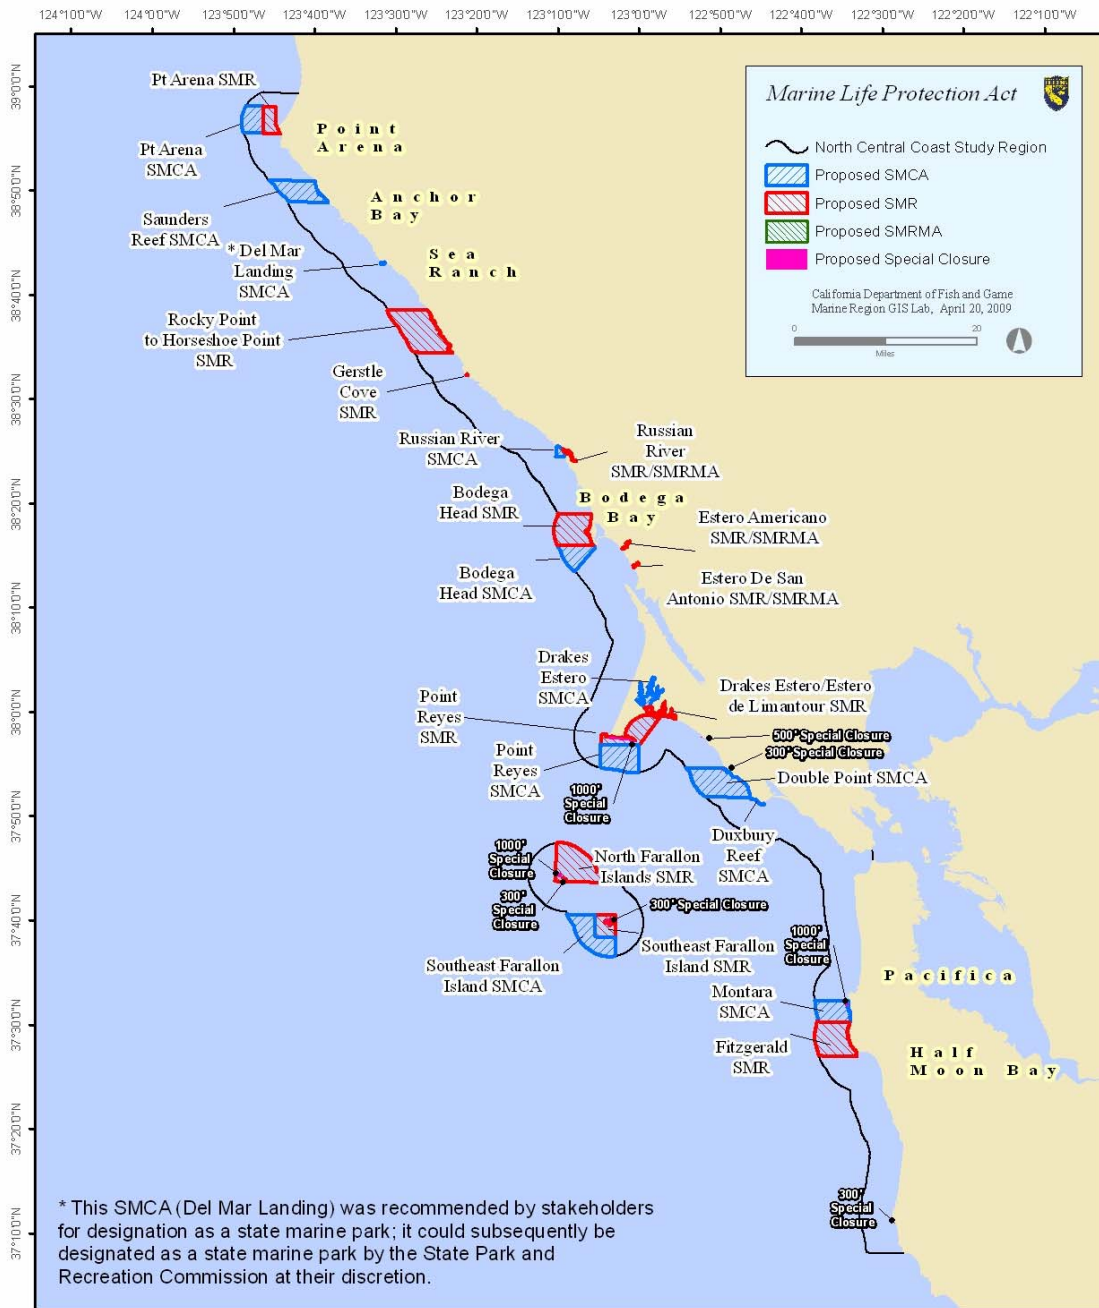 124°10'0"W 124°0'0"W 123°50'0"W 123°40'0"W 123°30'0"W 123°20'0"W 123°10'0"W 123°0'0"W 122°50'0"W 122°40'0"W 122°30'0"W 122°20'0"W 122°10'0"W
39°0'0"N
38°50'0"N
38°40'0"N
38°30'0"N
38°20'0"N
38°10'0"N
38°0'0"N
37°50'0"N
37°40'0"N
37°30'0"N
37°20'0"N
37°10'0"N
Marine Life Protection Act
North Central Coast Study Region
Proposed SMCA
Proposed SMR
Proposed SMRMA
Proposed Special Closure
California Department of Fish and Game
Marine Region GIS Lab, April 20, 2009
0 20
Miles
Pt Arena SMR
Pt Arena
SMCA
Point
Arena
Saunders
Reef SMCA
Anchor
Bay
* Del Mar
Landing
SMCA
Sea
Ranch
Rocky Point
to Horseshoe Point
SMR
Gerstle
Cove
SMR
Russian River
SMCA
Russian
River
SMR/SMRMA
Bodega
Head SMR
Bodega
Bay
Estero Americano
SMR/SMRMA
Bodega
Head SMCA
Estero De San
Antonio SMR/SMRMA
Drakes
Estero
SMCA
Drakes Estero/Estero
de Limantour SMR
Point
Reyes
SMR
500' Special Closure
300' Special Closure
Point
Reyes
SMCA
Double Point SMCA
1000'
Special
Closure
Duxbury
Reef
SMCA
1000'
Special
Closure
North Farallon
Islands SMR
300'
Special
Closure
300' Special Closure
Southeast Farallon
Island SMCA
Southeast Farallon
Island SMR
1000'
Special
Closure
Pacifica
Montara
SMCA
Fitzgerald
SMR
Half
Moon Bay
300'
Special
Closure
* This SMCA (Del Mar Landing) was recommended by stakeholders
for designation as a state marine park; it could subsequently be
designated as a state marine park by the State Park and
Recreation Commission at their discretion.